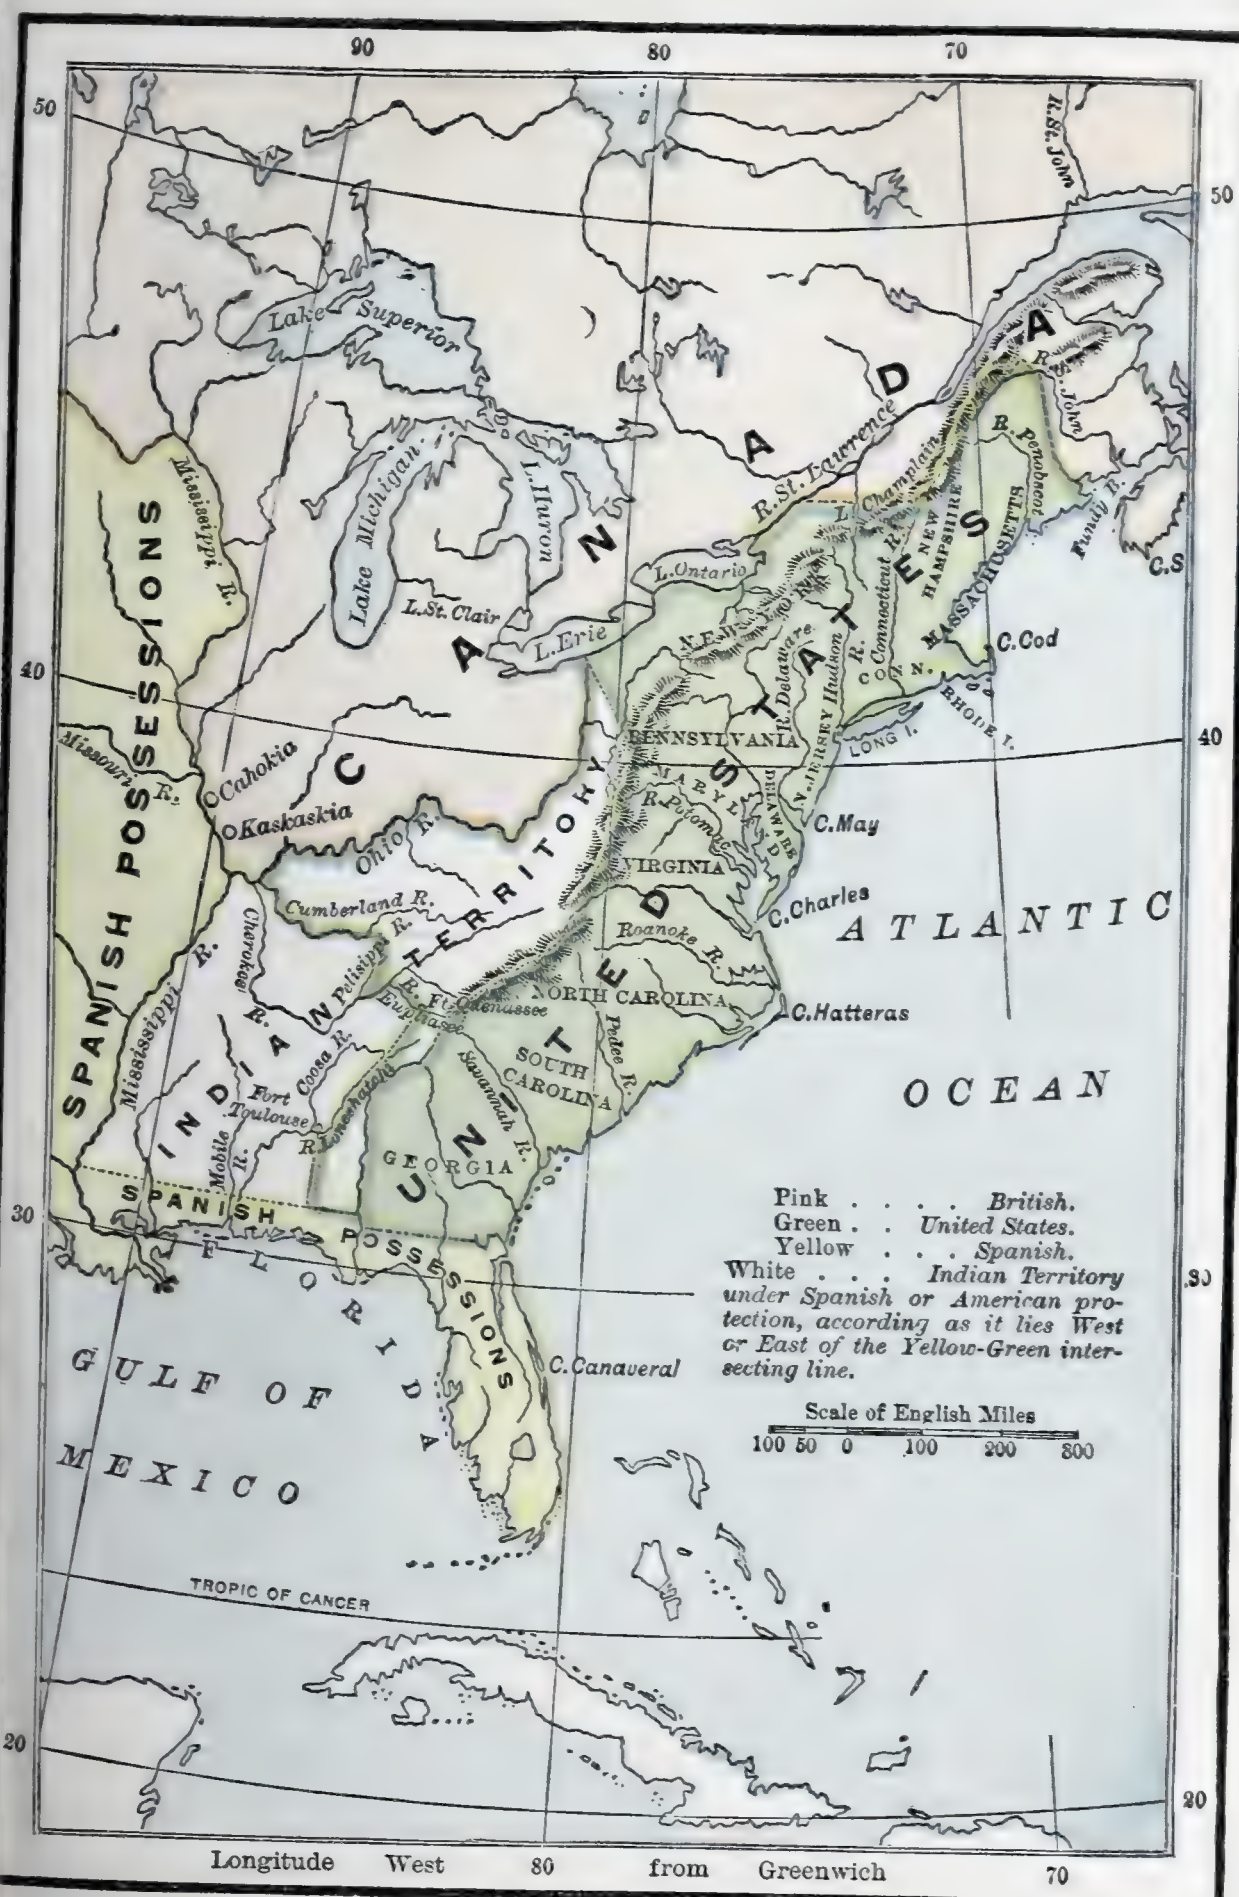 90 80 70
50
R. St. John
50
Lake Superior
CANADA
R. St. John
R. St. Lawrence
L. Champlain
R. Penobscot
Fundy B.
C.S
Mississippi R.
Lake Michigan
L. Huron
L. Ontario
L. St. Clair
L. Erie
NEW YORK
NEW
HAMPSHIRE
MASSACHUSETTS
Connecticut R.
CONN.
R. Hudson
R. Delaware
C. Cod
RHODE I.
LONG I.
40
40
SPANISH POSSESSIONS
Missouri R.
Cahokia
Kaskaskia
Ohio R.
PENNSYLVANIA
N. JERSEY
MARYLAND
DELAWARE
R. Potomac
C. May
VIRGINIA
C. Charles
Cumberland R.
Cherokee R.
Pelisippi R.
INDIAN TERRITORY
UNITED STATES
Roanoke R.
NORTH CAROLINA
C. Hatteras
R. Euphasee
Quenassee
Pedee R.
SOUTH
CAROLINA
Savannah R.
ATLANTIC
OCEAN
Mississippi R.
Coosa R.
Fort
Toulouse
Mobile R.
GEORGIA
30
SPANISH POSSESSIONS
FLORIDA
C. Canaveral
GULF OF
MEXICO
Pink . . . . British.
Green . . United States.
Yellow . . . Spanish.
White . . . Indian Territory
under Spanish or American pro-
tection, according as it lies West
or East of the Yellow-Green inter-
secting line.
30
Scale of English Miles
100 50 0 100 200 300
TROPIC OF CANCER
20
20
Longitude West 80 from Greenwich 70